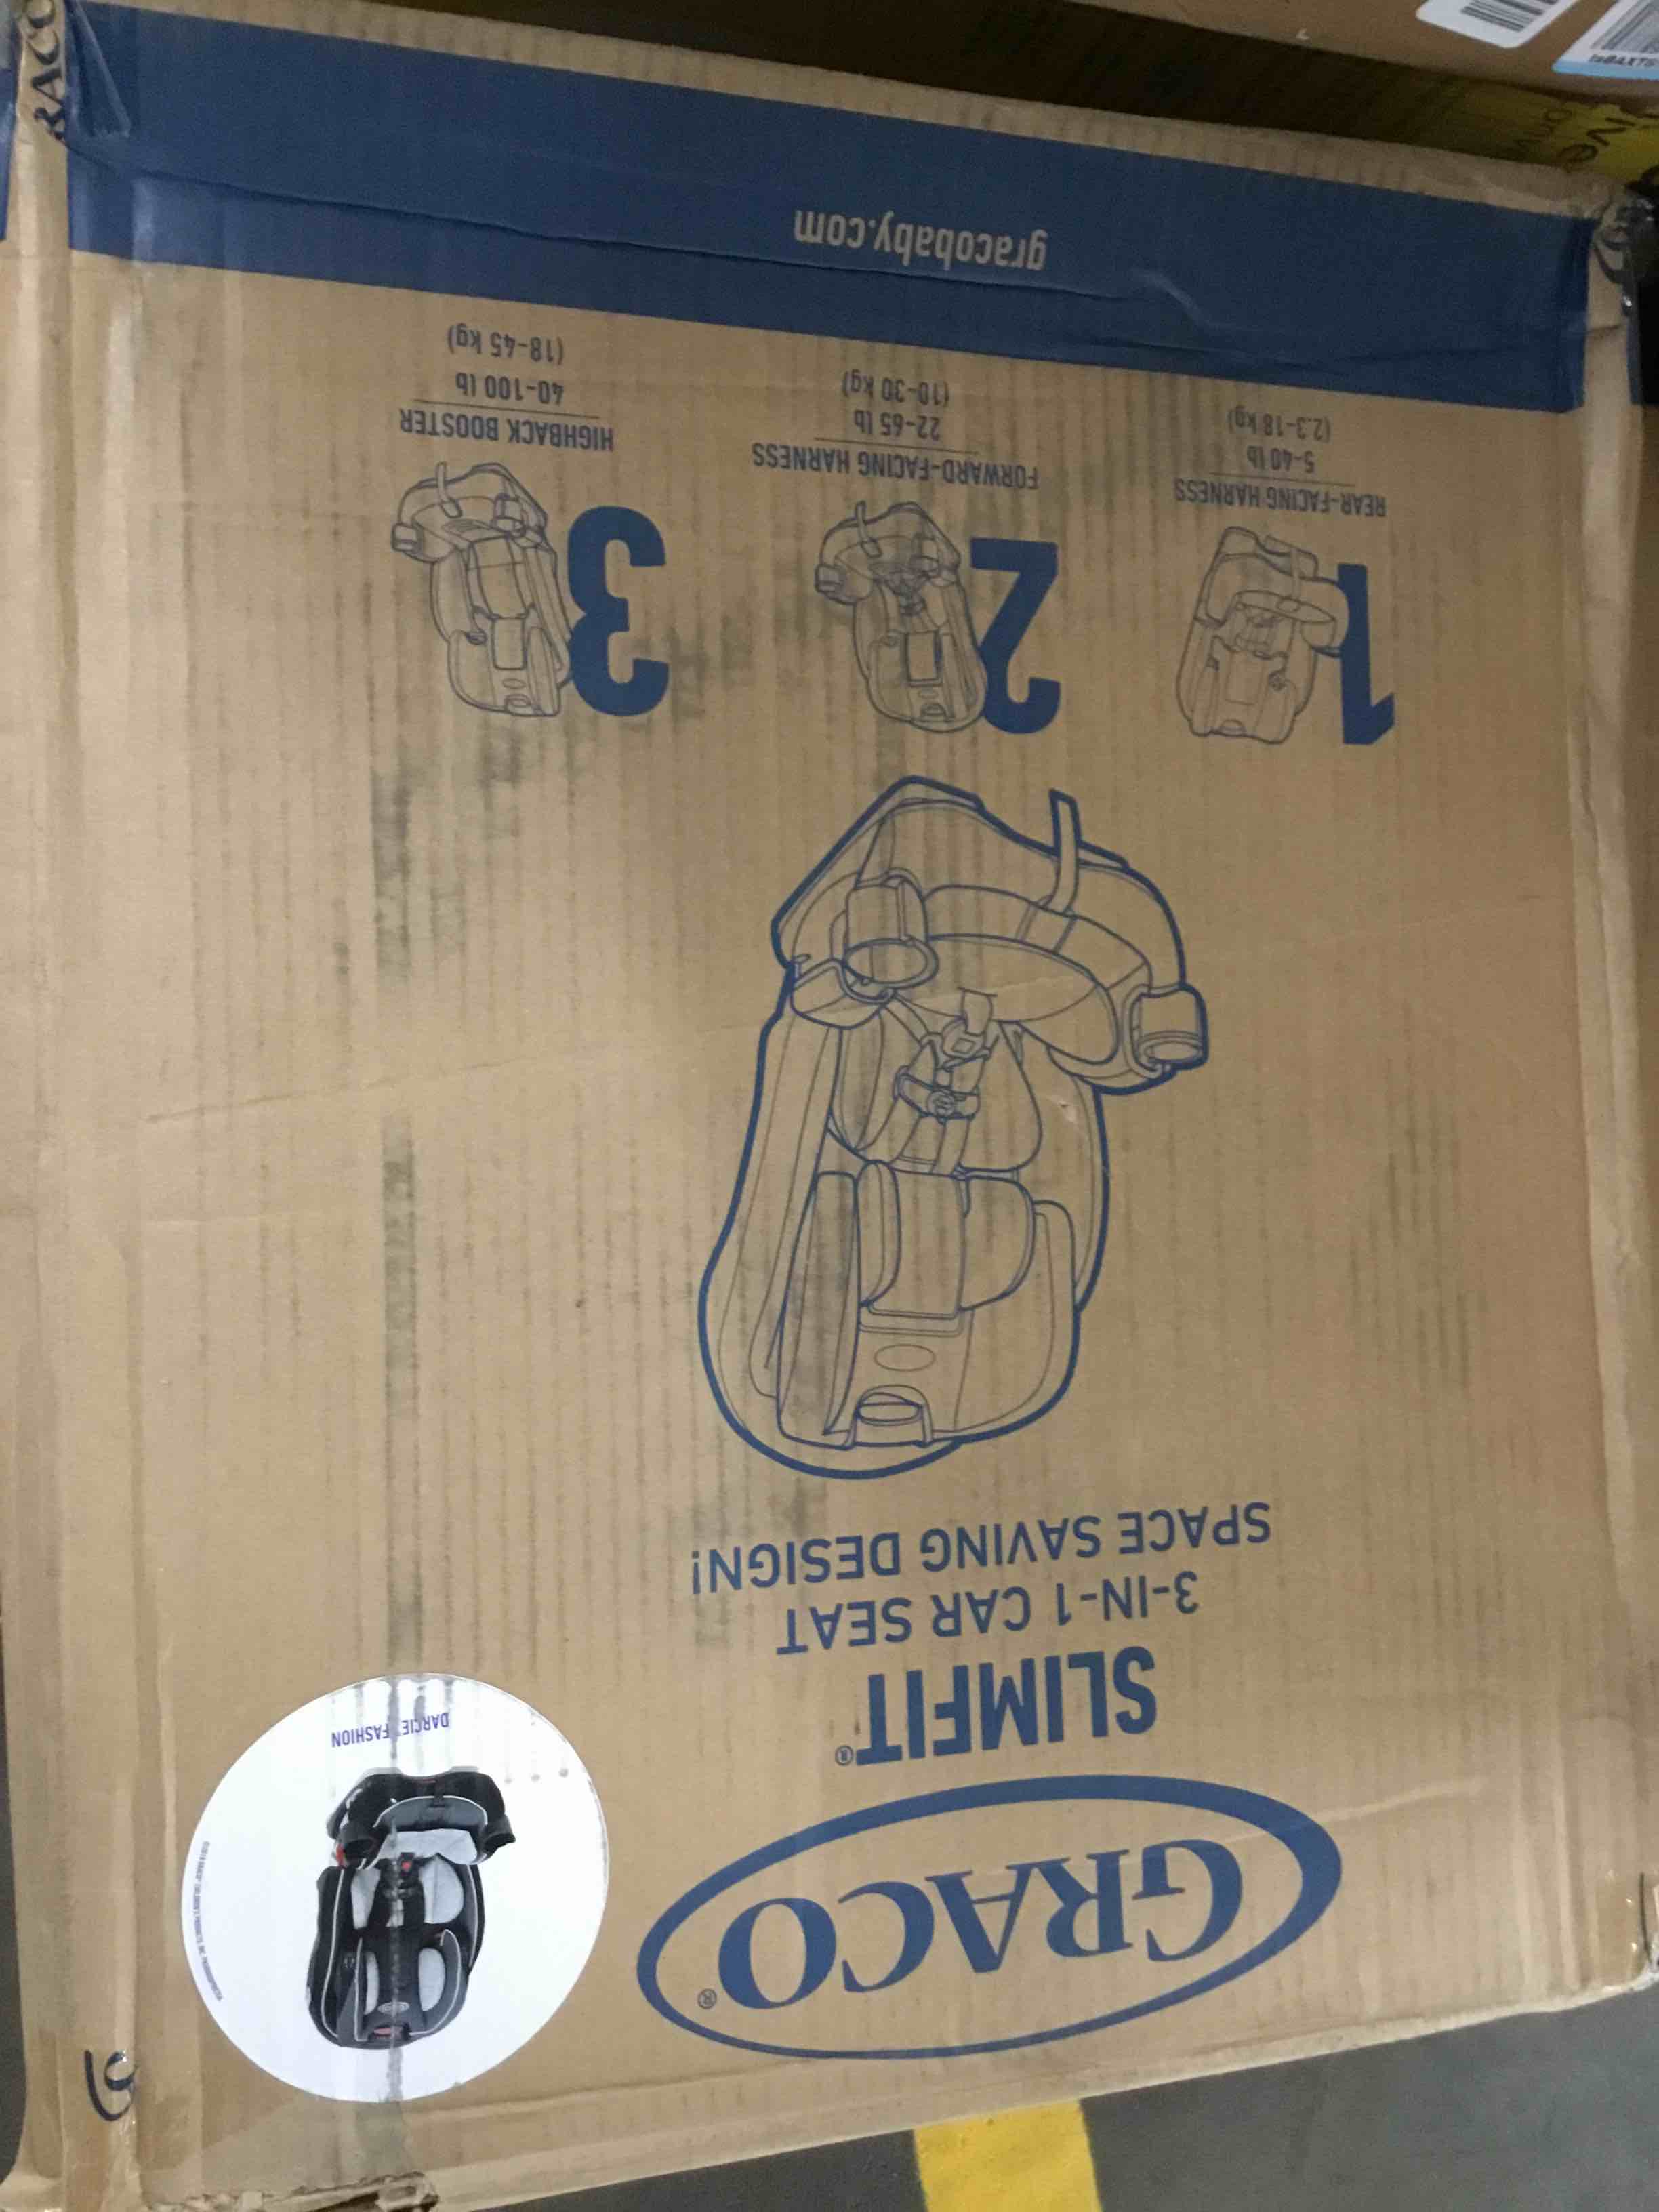 GRACO®
SLIMFIT®
3-IN-1 CAR SEAT
SPACE SAVING DESIGN!
DARCIE™ FASHION
1
REAR-FACING HARNESS
5-40 lb
(2.3-18 kg)
2
FORWARD-FACING HARNESS
22-65 lb
(10-30 kg)
3
HIGHBACK BOOSTER
40-100 lb
(18-45 kg)
gracobaby.com
RACO